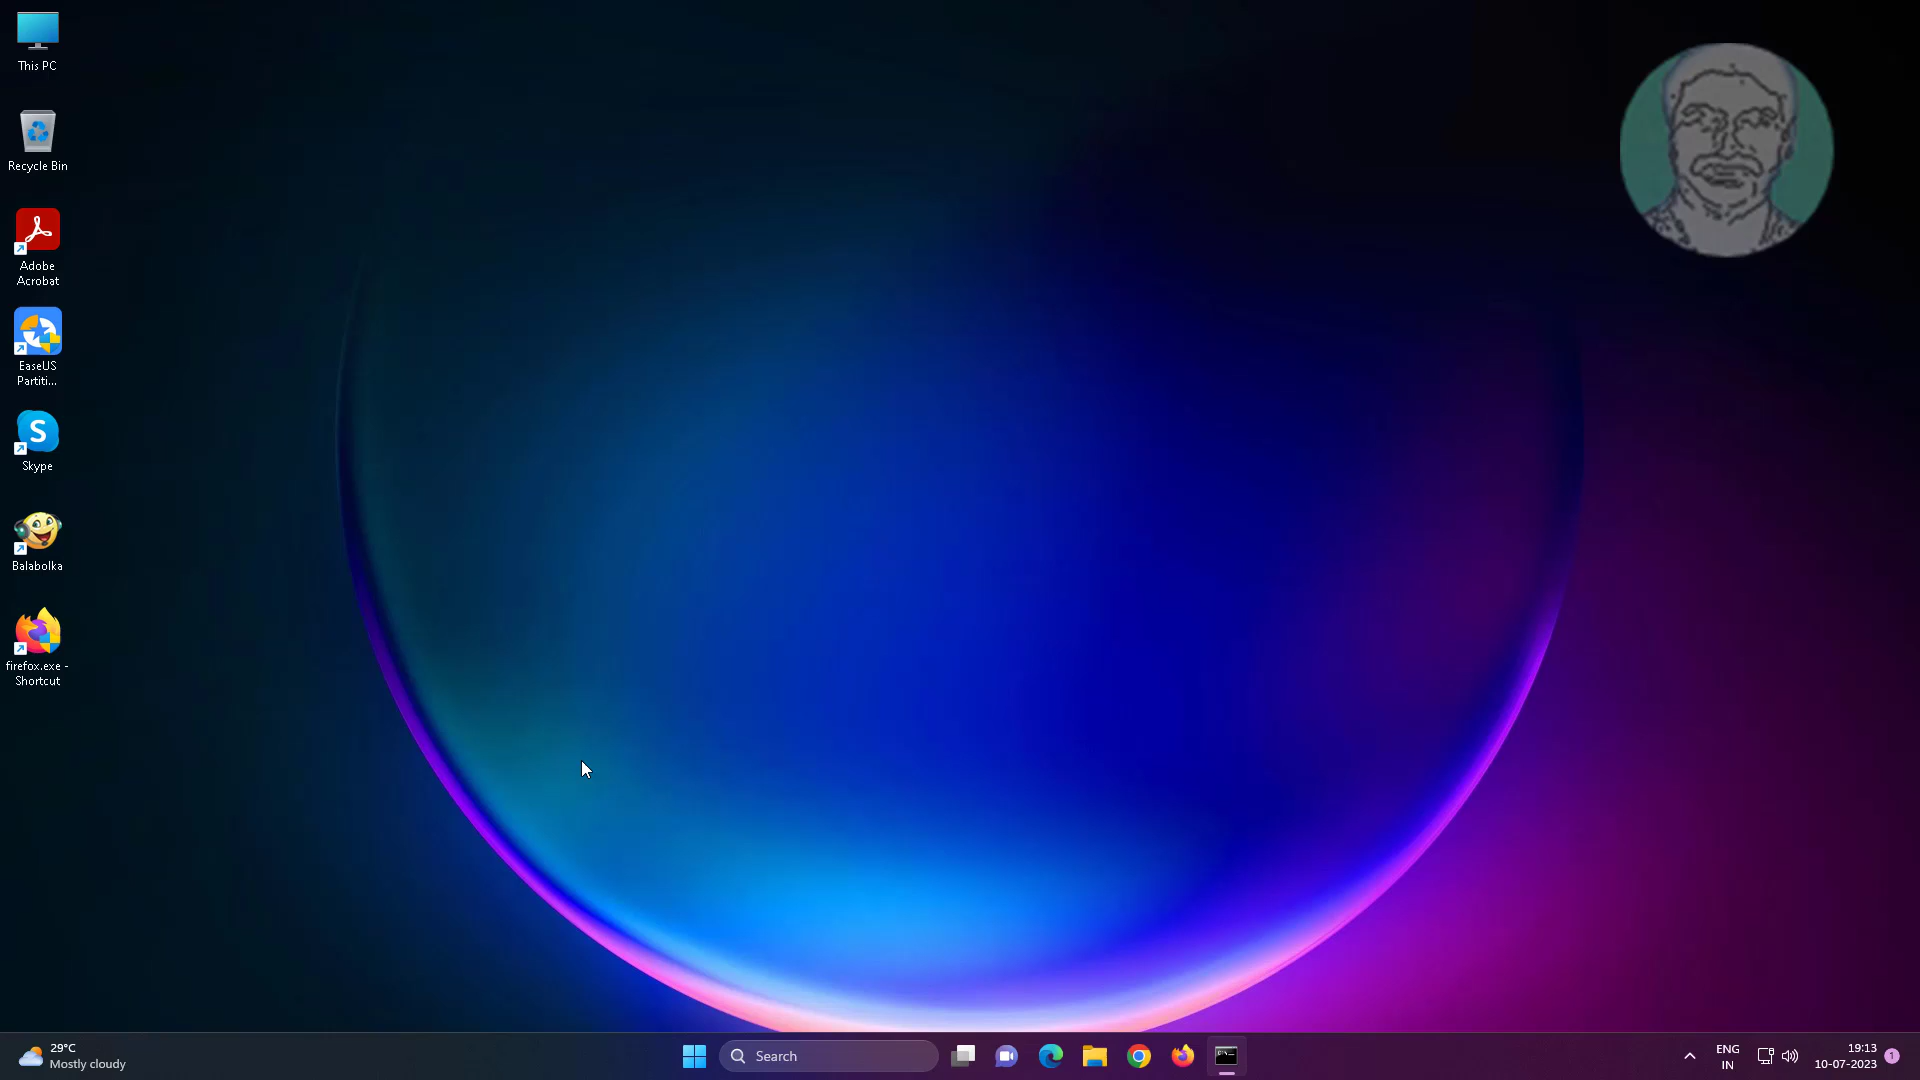 This PC
Recycle Bin
Adobe
Acrobat
EaseUS
Partiti...
S
Skype
Balabolka
firefox.exe -
Shortcut
29°C
Mostly cloudy
Search
ENG
IN
19:13
10-07-2023
1